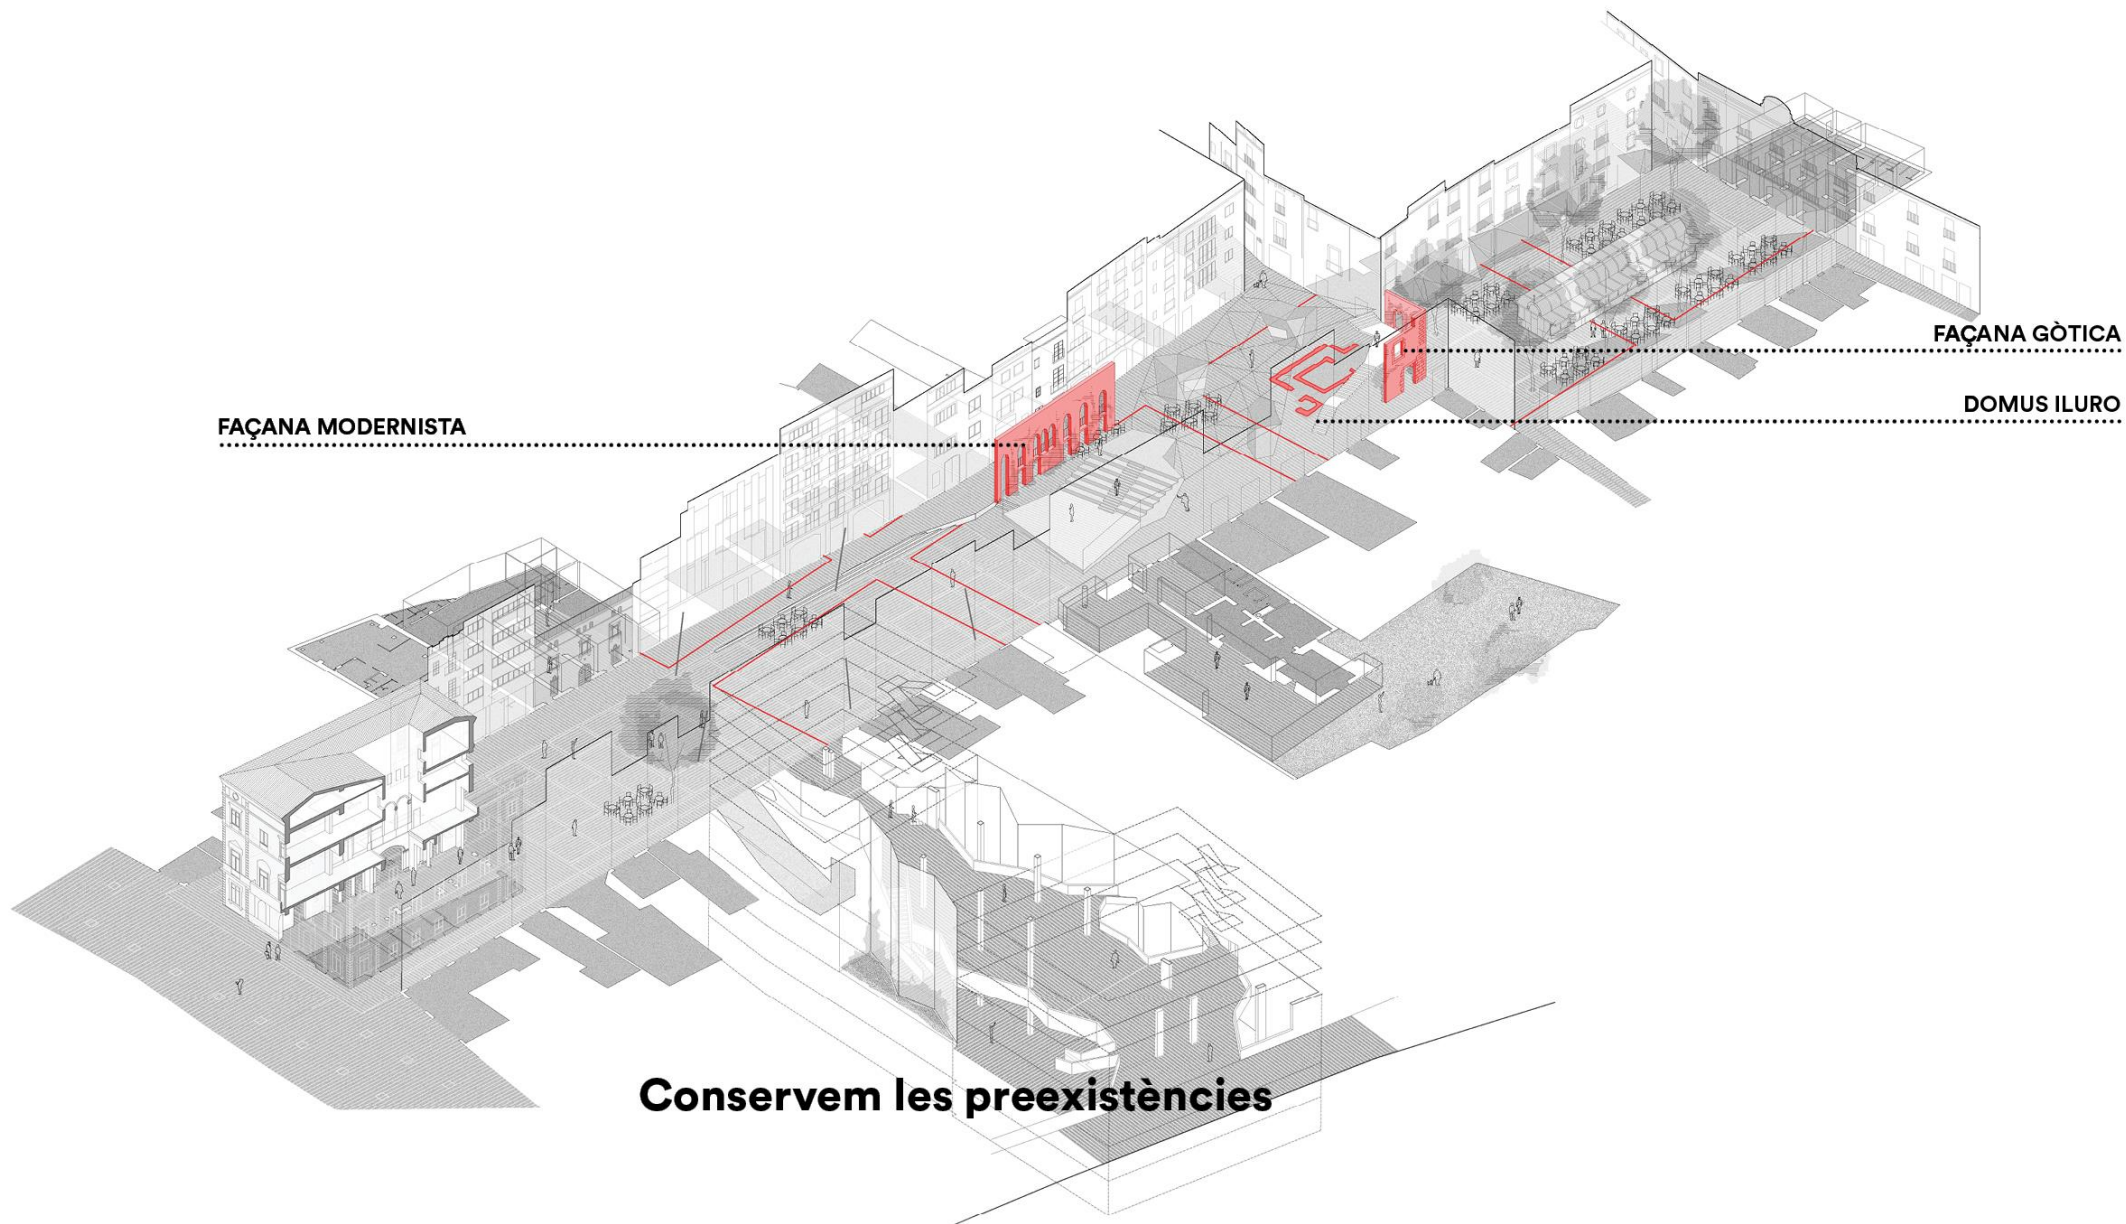 FAÇANA GÒTICA
DOMUS ILURO
FAÇANA MODERNISTA
Conservem les preexistències